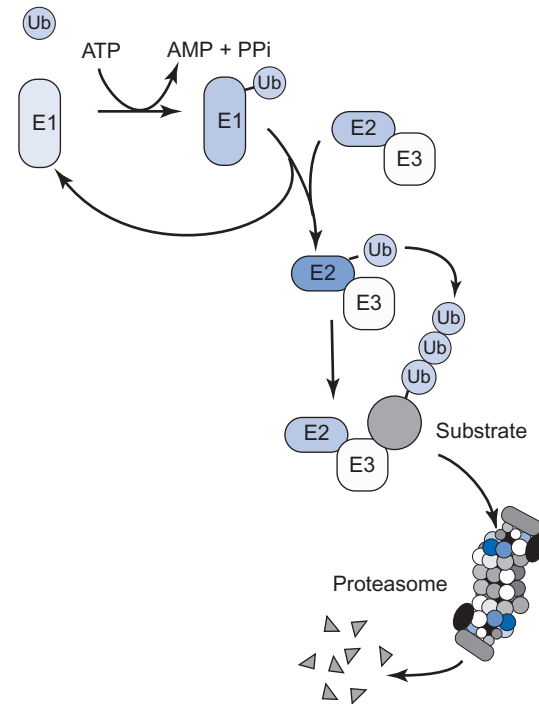 Ub
ATP
AMP + PPi
Ub
E1
E1
E2
E3
Ub
E2
E3
Ub
Ub
Ub
E2
Substrate
E3
Proteasome